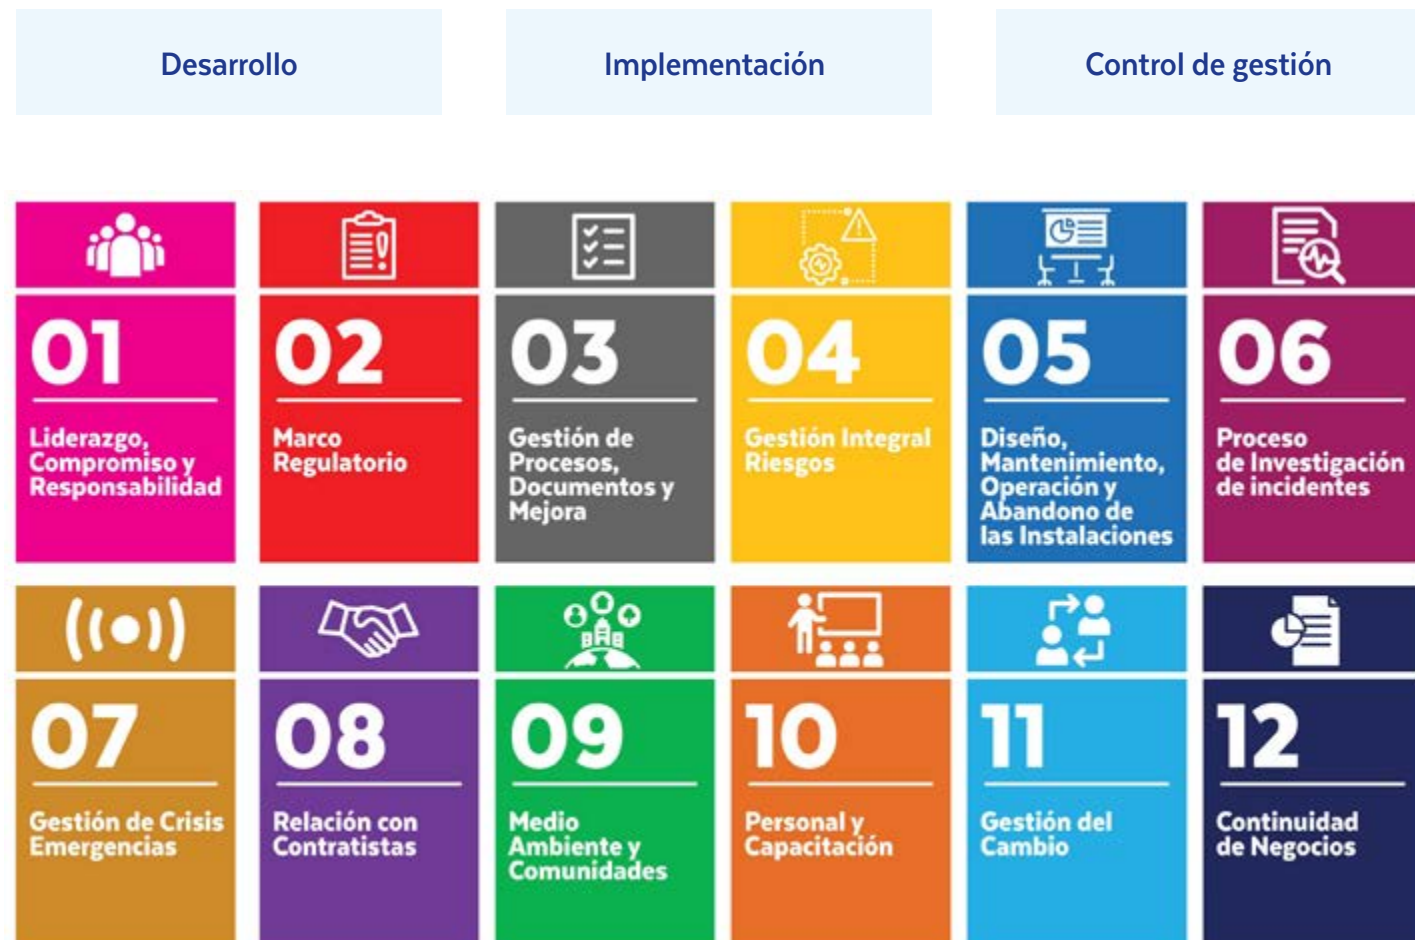 Desarrollo
Implementación
Control de gestión
01
Liderazgo,
Compromiso y
Responsabilidad
02
Marco
Regulatorio
03
Gestión de
Procesos,
Documentos y
Mejora
04
Gestión Integral
Riesgos
05
Diseño,
Mantenimiento,
Operación y
Abandono de
las Instalaciones
06
Proceso
de Investigación
de incidentes
07
Gestión de Crisis
Emergencias
08
Relación con
Contratistas
09
Medio
Ambiente y
Comunidades
10
Personal y
Capacitación
11
Gestión del
Cambio
12
Continuidad
de Negocios